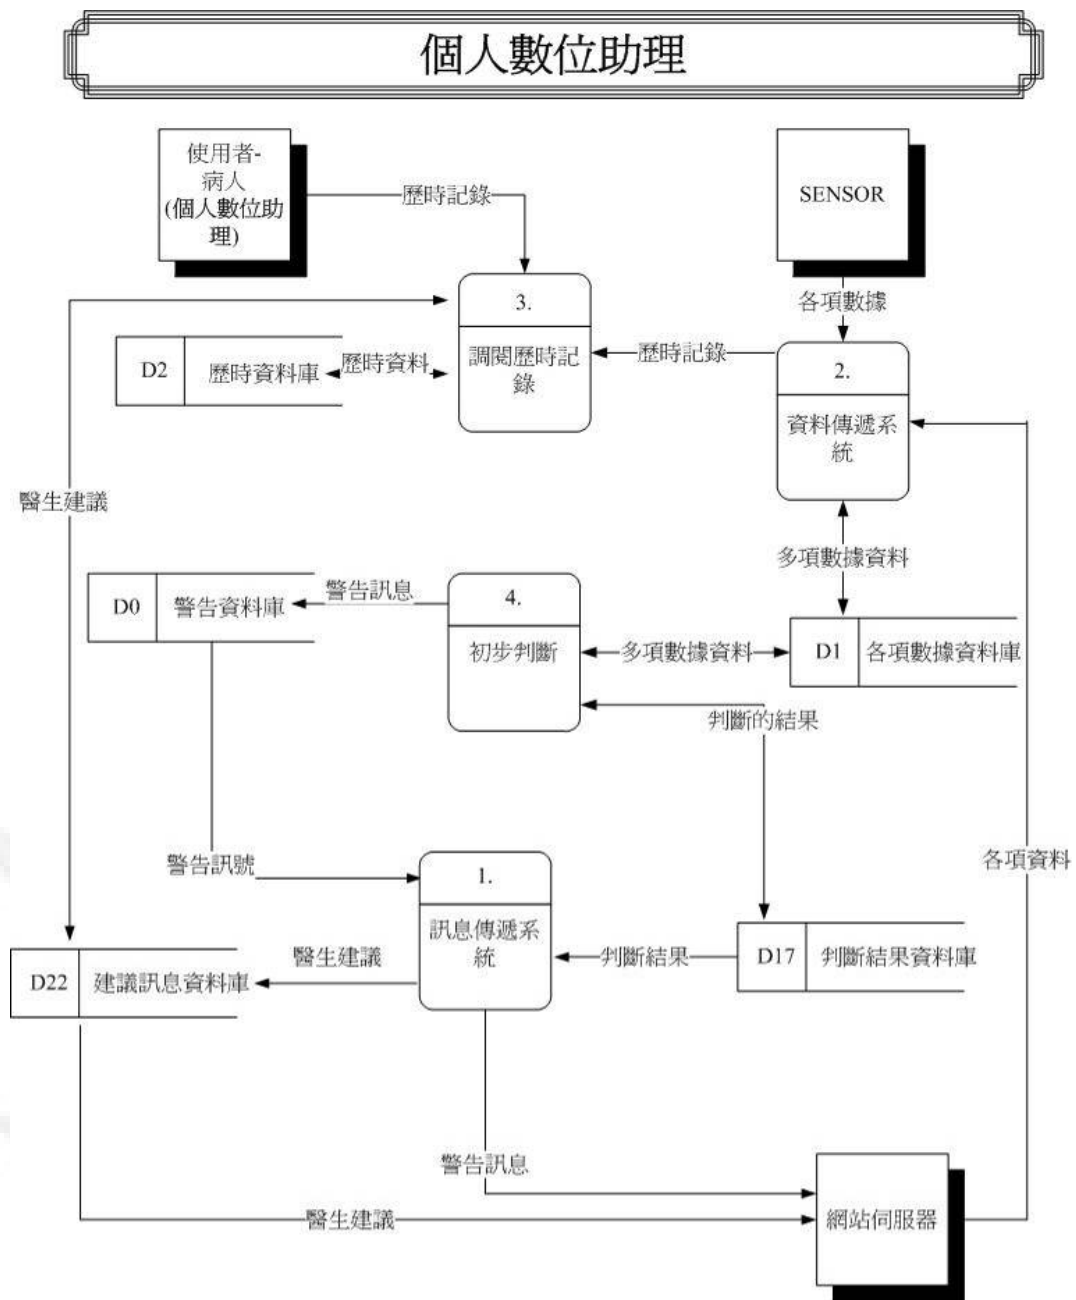 個人數位助理
使用者-
病人
(個人數位助
理)
歷時記錄
SENSOR
各項數據
3.
調閱歷時記
錄
歷時記錄
2.
資料傳遞系
統
D2
歷時資料庫
歷時資料
醫生建議
多項數據資料
D0
警告資料庫
警告訊息
4.
初步判斷
多項數據資料
D1
各項數據資料庫
判斷的結果
警告訊號
1.
訊息傳遞系
統
各項資料
醫生建議
判斷結果
D17
判斷結果資料庫
D22
建議訊息資料庫
警告訊息
醫生建議
網站伺服器